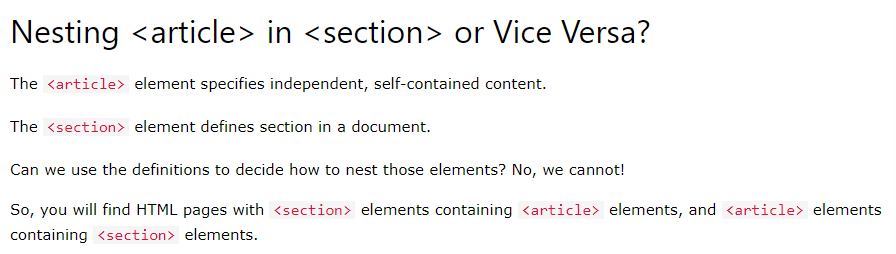 Nesting <article> in <section> or Vice Versa?
The <article> element specifies independent, self-contained content.
The <section> element defines section in a document.
Can we use the definitions to decide how to nest those elements? No, we cannot!
So, you will find HTML pages with <section> elements containing <article> elements, and <article> elements
containing <section> elements.